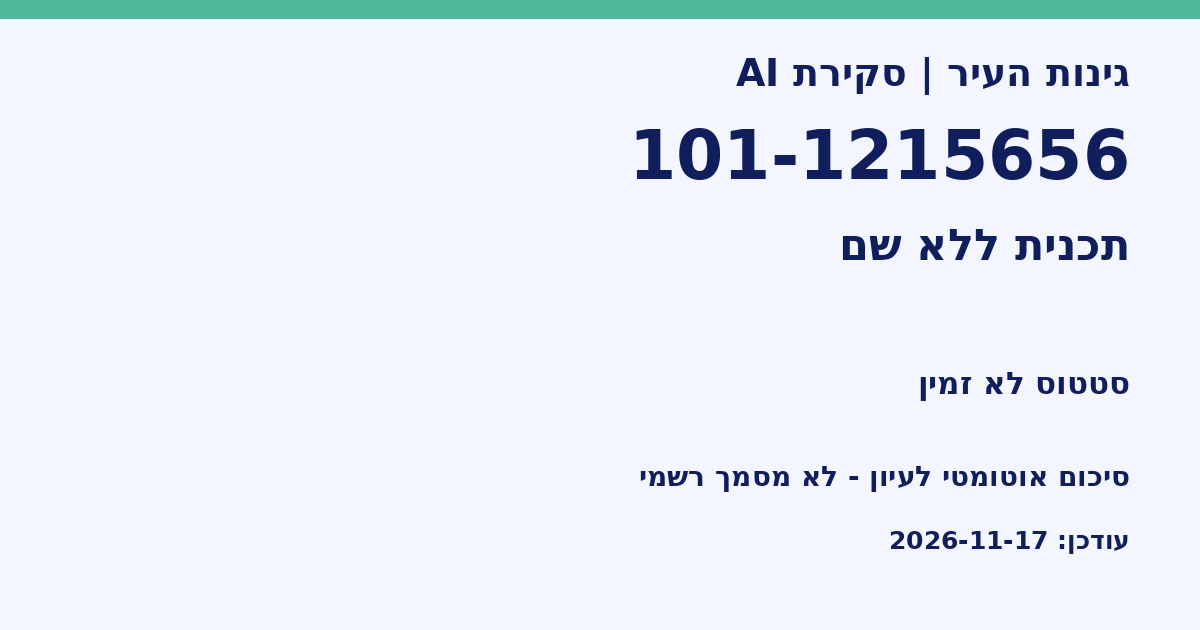 גינות העיר | סקירת AI
101-1215656
תכנית ללא שם
סטטוס לא זמין
סיכום אוטומטי לעיון - לא מסמך רשמי
עודכן: 2026-11-17